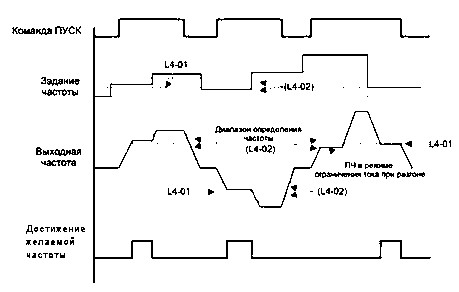 Команда ПУСК
L4-01
Задание
частоты
(L4-02)
Диапазон определения
частоты
(L4-02)
Выходная
частота
L4-01
ПЧ в режиме
ограничения тока при разгоне
L4-01
(L4-02)
Достижение
желаемой
частоты